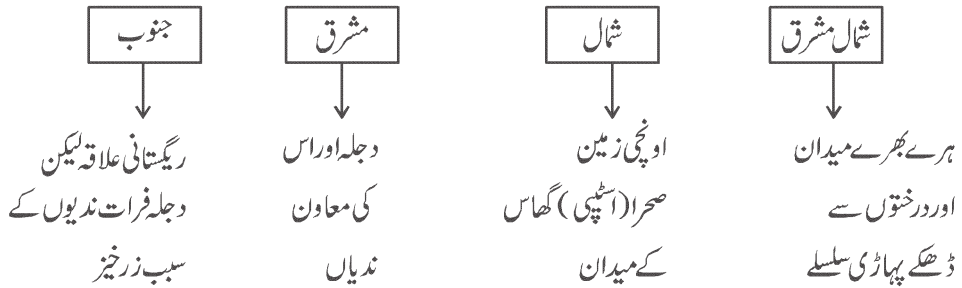 شمال مشرق
ہرے بھرے میدان
اور درختوں سے
ڈھکے پہاڑی سلسلے
شمال
اونچی زمین
صحرا (اسٹیپی) گھاس
کے میدان
مشرق
دجلہ اور اس
کی معاون
ندیاں
جنوب
ریگستانی علاقہ لیکن
دجلہ فرات ندیوں کے
سبب زرخیز